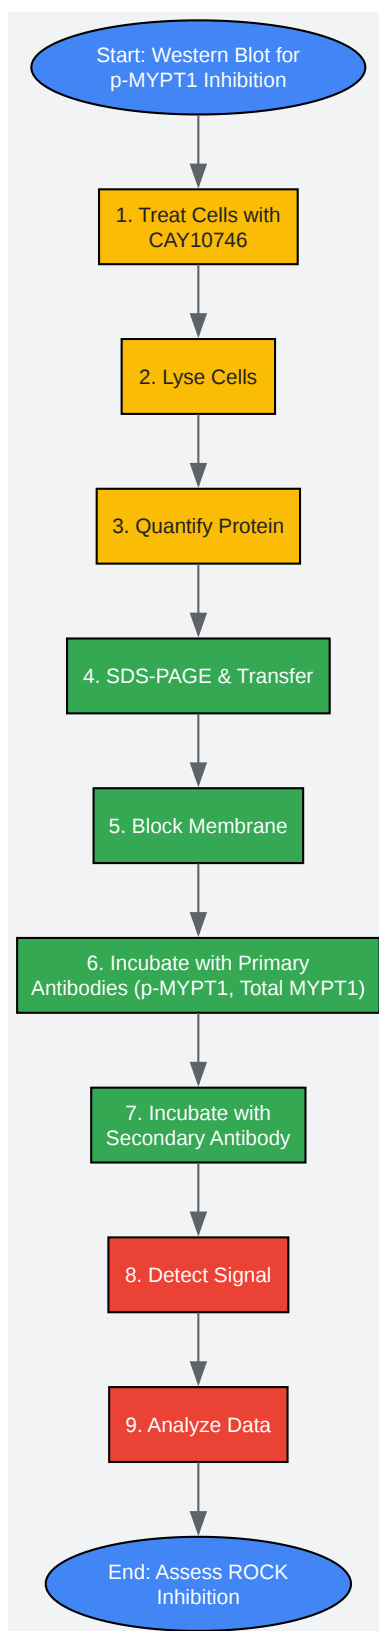 Start: Western Blot for
p-MYPT1 Inhibition
1. Treat Cells with
CAY10746
2. Lyse Cells
3. Quantify Protein
4. SDS-PAGE & Transfer
5. Block Membrane
6. Incubate with Primary
Antibodies (p-MYPT1, Total MYPT1)
7. Incubate with
Secondary Antibody
8. Detect Signal
9. Analyze Data
End: Assess ROCK
Inhibition